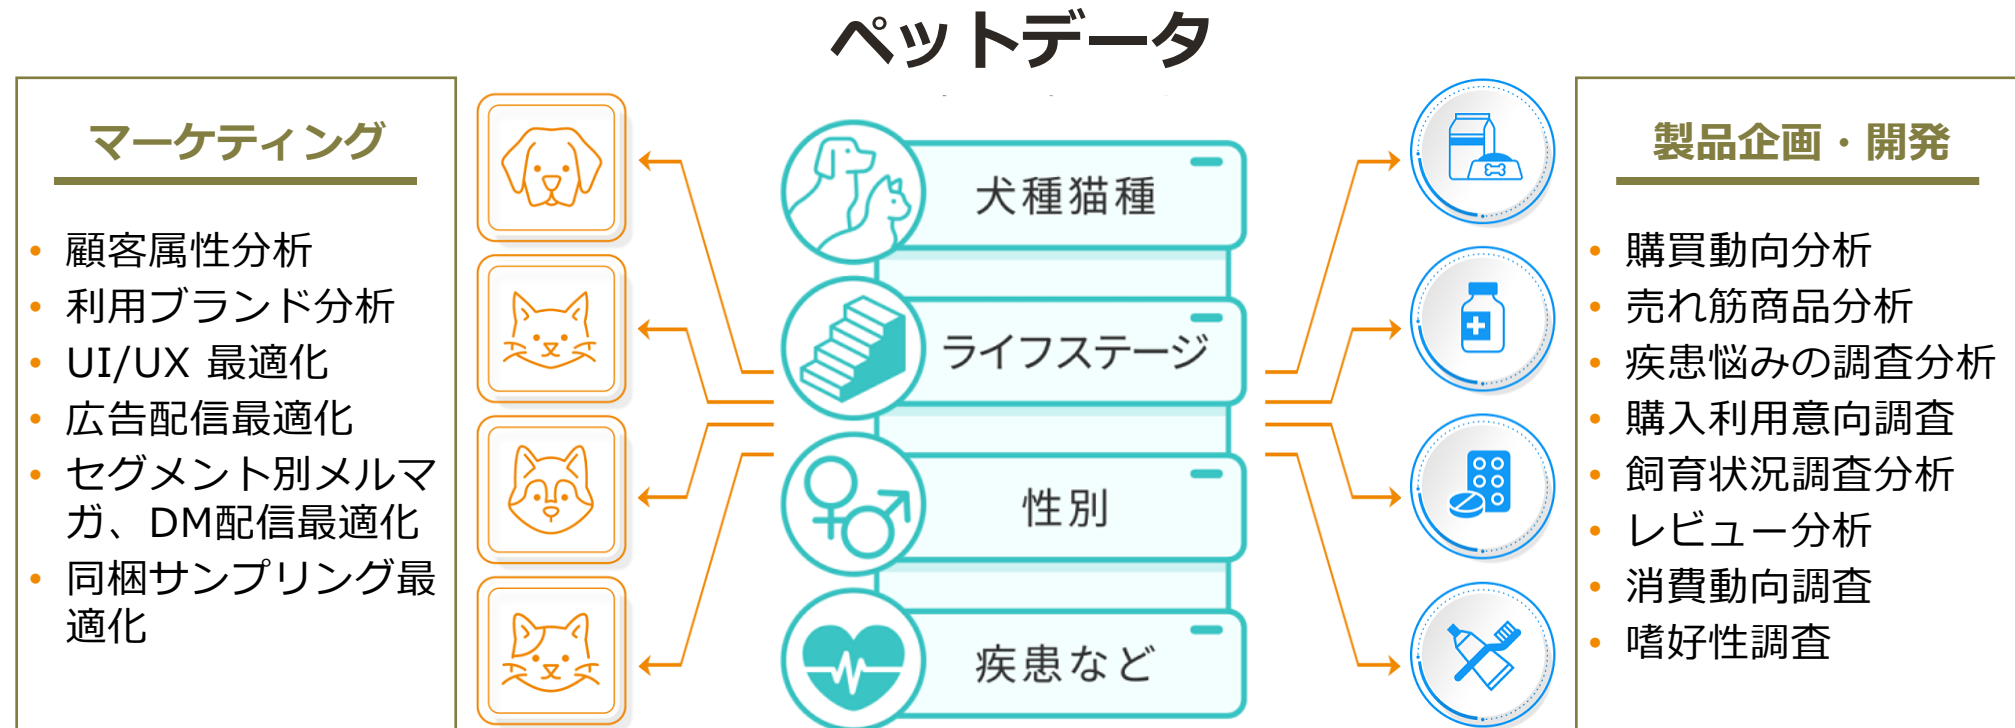 ペットデータ
マーケティング
• 顧客属性分析
• 利用ブランド分析
• UI/UX 最適化
• 広告配信最適化
• セグメント別メルマ
ガ、DM配信最適化
• 同梱サンプリング最
適化
犬種猫種
ライフステージ
性別
疾患など
製品企画・開発
• 購買動向分析
• 売れ筋商品分析
• 疾患悩みの調査分析
• 購入利用意向調査
• 飼育状況調査分析
• レビュー分析
• 消費動向調査
• 嗜好性調査